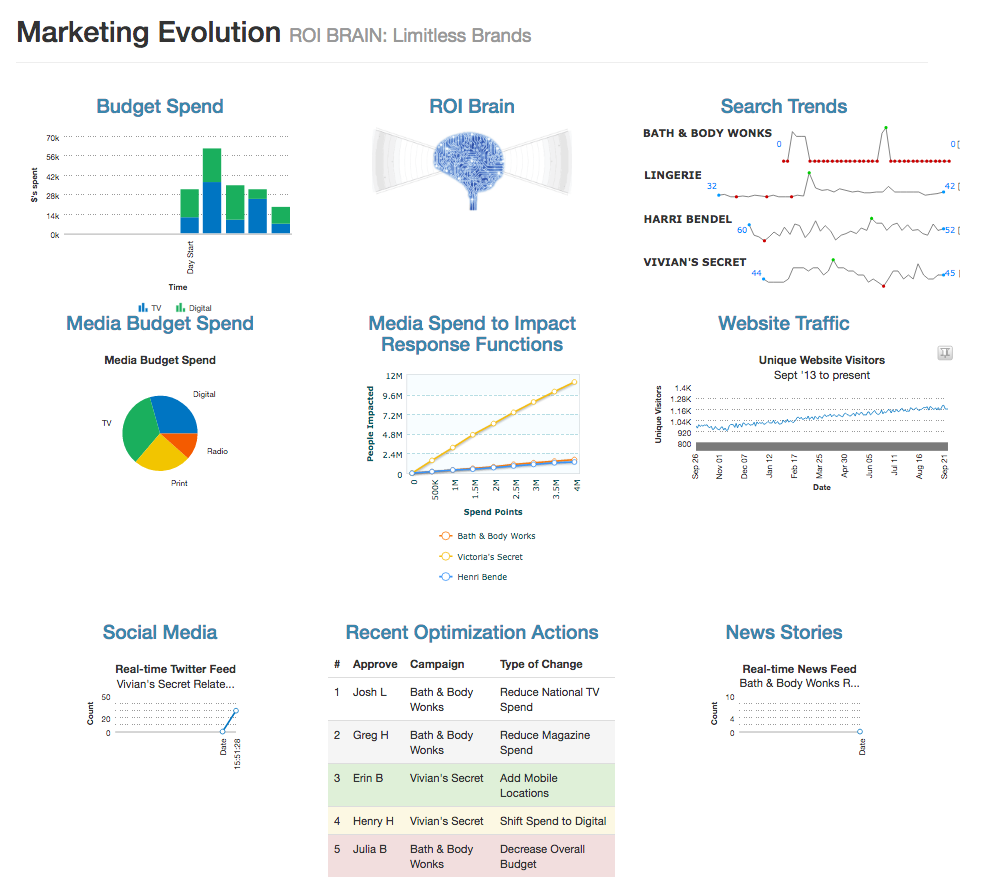 Marketing Evolution ROI BRAIN: Limitless Brands
Budget Spend
70k
56k
42k
28k
14k
0k
$'s spent
Day Start
Time
TV Digital
ROI Brain
Search Trends
BATH & BODY WONKS
0 0 [
LINGERIE
32 42 [
HARRI BENDEL
60 52 [
VIVIAN'S SECRET
44 45 [
Media Budget Spend
Media Budget Spend
Digital
TV
Radio
Print
Media Spend to Impact
Response Functions
12M
9.6M
7.2M
4.8M
2.4M
0
People Impacted
0 500K 1M 1.5M 2M 2.5M 3M 3.5M 4M
Spend Points
Bath & Body Works
Victoria's Secret
Henri Bende
Website Traffic
Unique Website Visitors
Sept '13 to present
1.4K
1.28K
1.16K
1.04K
920
800
Unique Visitors
Sep 26 Nov 01 Dec 07 Jan 12 Feb 17 Mar 25 Apr 30 Jun 05 Jul 11 Aug 16 Sep 21
Date
Social Media
Real-time Twitter Feed
Vivian's Secret Relate...
50
20
0
Count
Date 15:51:28
Recent Optimization Actions
# Approve Campaign Type of Change
1 Josh L Bath & Body Reduce National TV
Wonks Spend
2 Greg H Bath & Body Reduce Magazine
Wonks Spend
3 Erin B Vivian's Secret Add Mobile
Locations
4 Henry H Vivian's Secret Shift Spend to Digital
5 Julia B Bath & Body Decrease Overall
Wonks Budget
News Stories
Real-time News Feed
Bath & Body Wonks R...
10
4
0
Count
Date